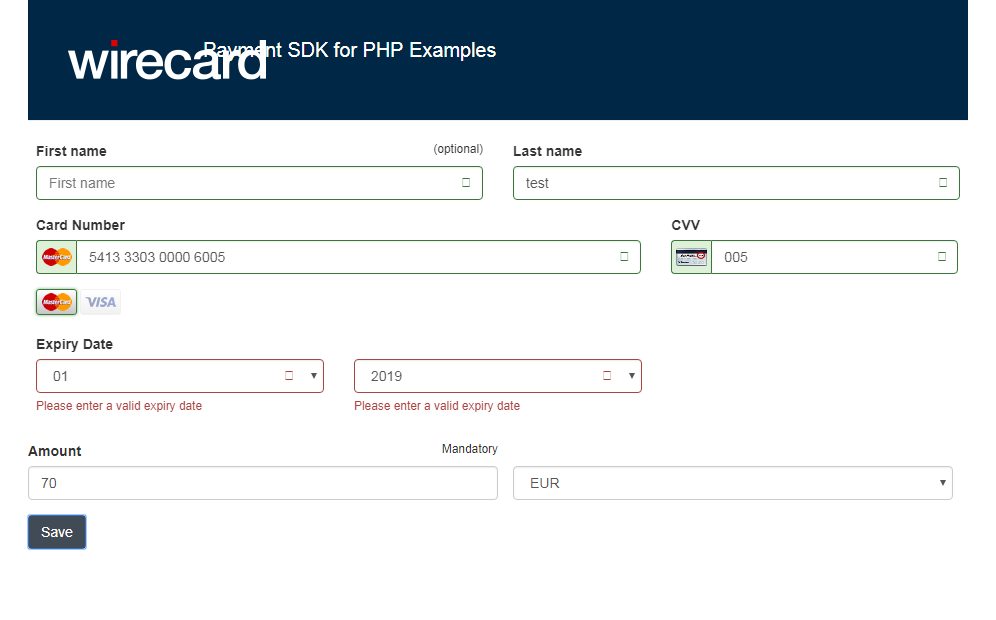 wirecard
Payment SDK for PHP Examples
First name (optional)
Last name
First name
test
Card Number
CVV
MasterCard 5413 3303 0000 6005
005
MasterCard VISA
Expiry Date
01
2019
Please enter a valid expiry date
Please enter a valid expiry date
Amount Mandatory
70
EUR
Save